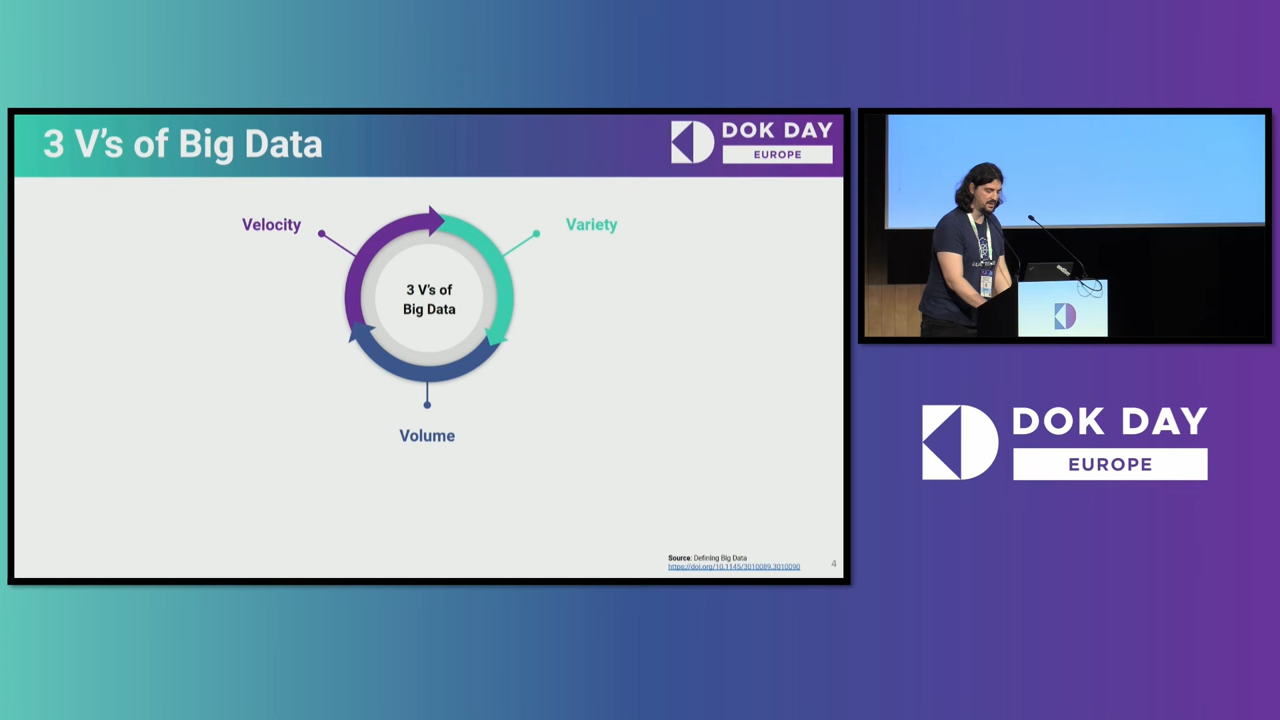 3 V's of Big Data
DOK DAY
EUROPE
Velocity
Variety
3 V's of
Big Data
Volume
Source: Defining Big Data
https://doi.org/10.1145/3010089.3010090
4
DOK DAY
EUROPE